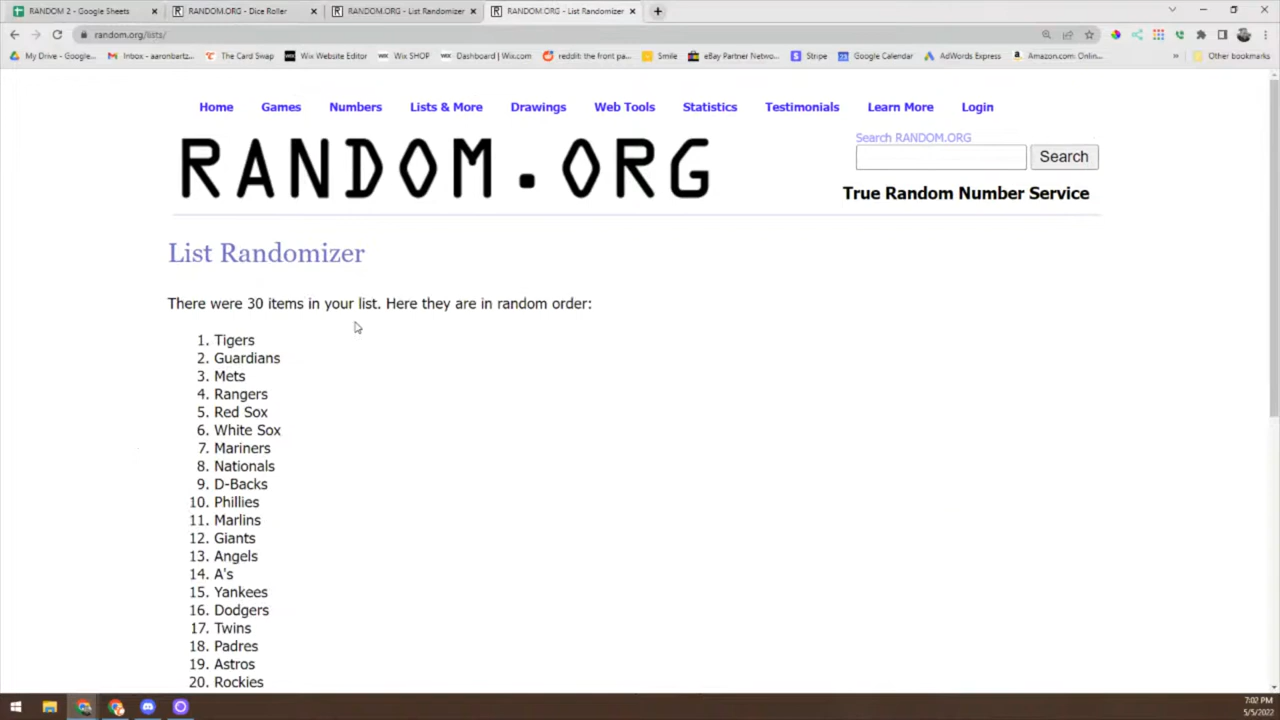 RANDOM 2 - Google Sheets RANDOM.ORG - Dice Roller RANDOM.ORG - List Randomizer RANDOM.ORG - List Randomizer
random.org/lists/
My Drive - Google... Inbox - aaronbartz... The Card Swap Wix Website Editor Wix SHOP Dashboard | Wix.com reddit: the front pa... Smile eBay Partner Netwo... Stripe Google Calendar AdWords Express Amazon.com: Onlin... » Other bookmarks
Home Games Numbers Lists & More Drawings Web Tools Statistics Testimonials Learn More Login
RANDOM.ORG
Search RANDOM.ORG
Search
True Random Number Service
List Randomizer
There were 30 items in your list. Here they are in random order:
1. Tigers
2. Guardians
3. Mets
4. Rangers
5. Red Sox
6. White Sox
7. Mariners
8. Nationals
9. D-Backs
10. Phillies
11. Marlins
12. Giants
13. Angels
14. A's
15. Yankees
16. Dodgers
17. Twins
18. Padres
19. Astros
20. Rockies
7:02 PM
5/5/2022